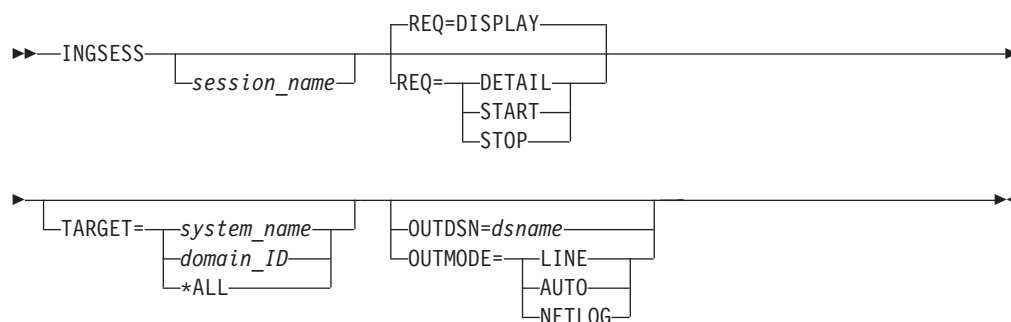 REQ=DISPLAY
INGSESS
session_name
REQ=
DETAIL
START
STOP
TARGET=
system_name
domain_ID
*ALL
OUTDSN=dsname
OUTMODE=
LINE
AUTO
NETLOG